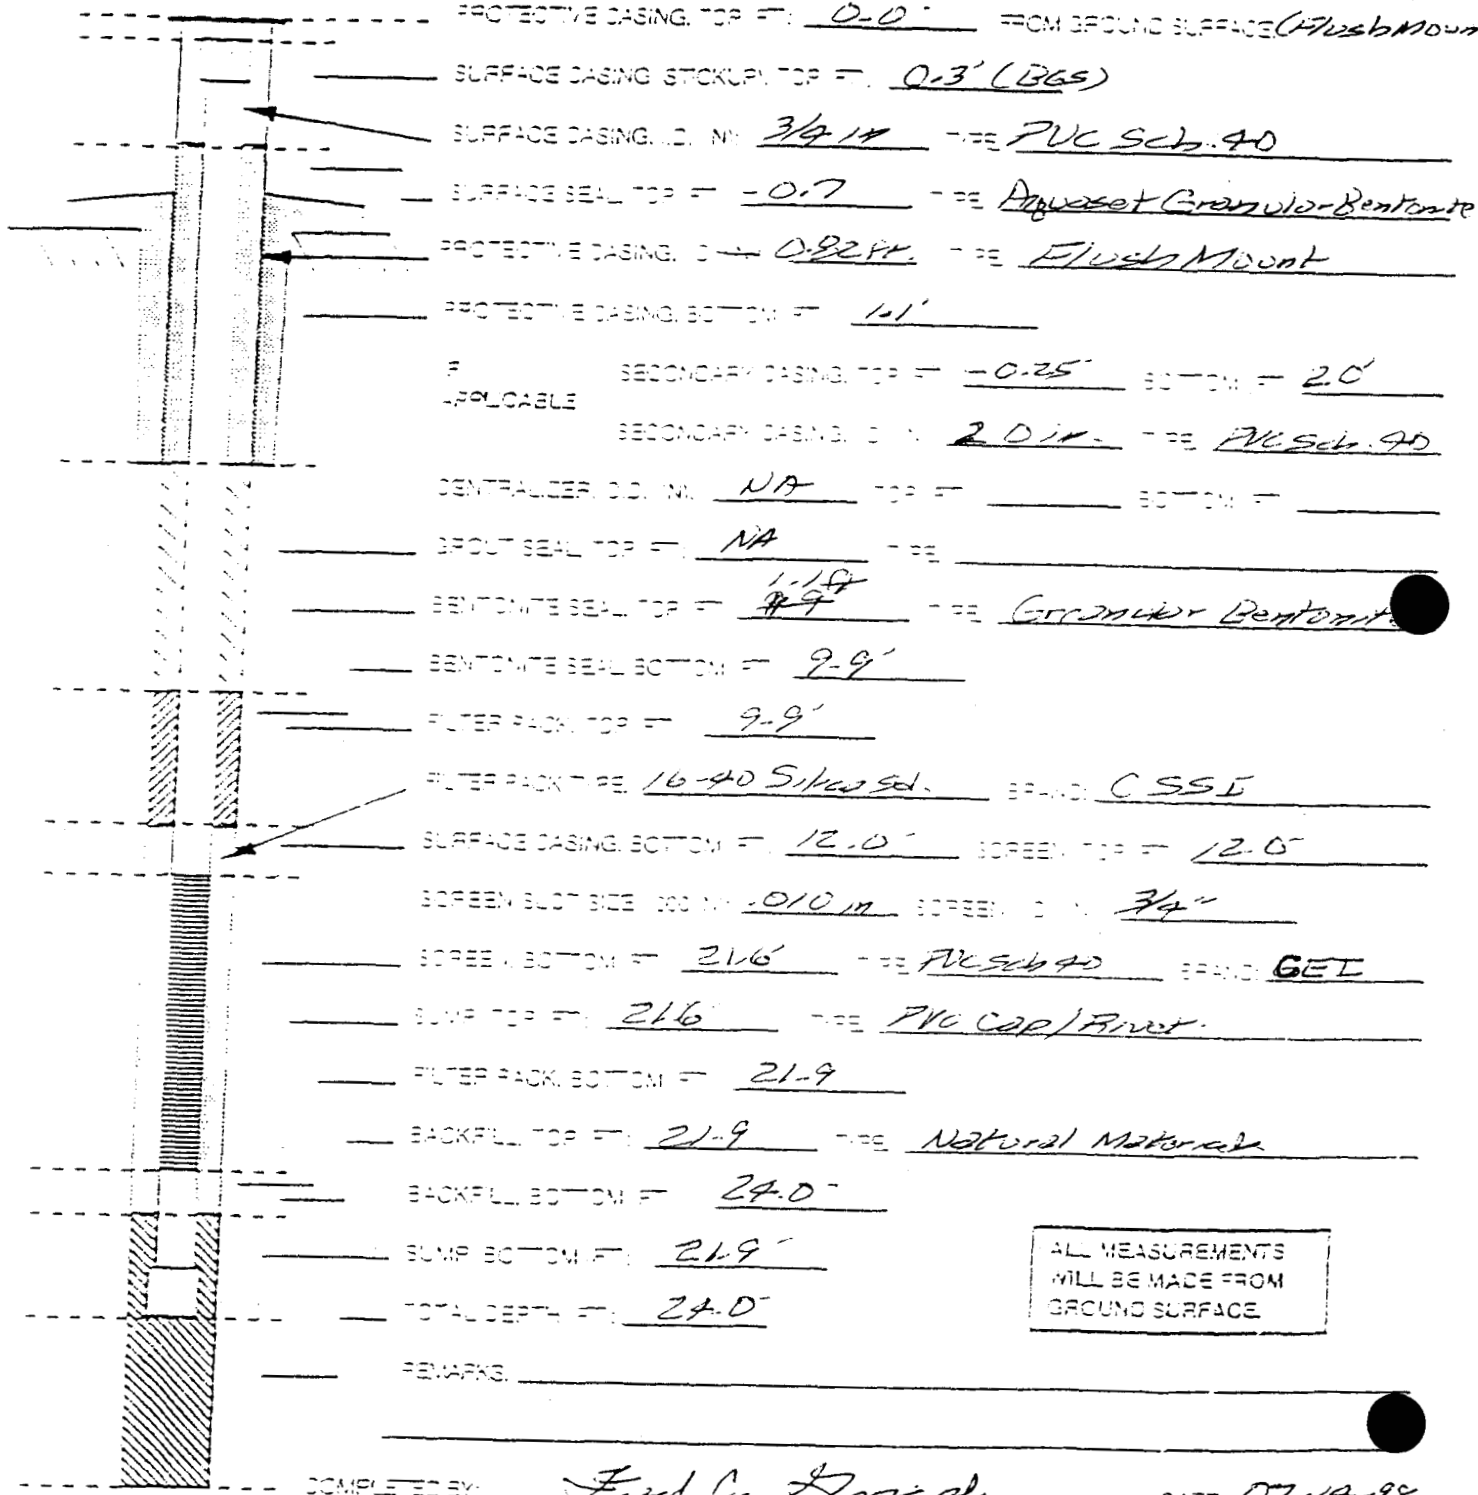 PROTECTIVE CASING, TOP FT: 0.0' FROM GROUND SURFACE (Flush Moun
SURFACE CASING STICKUP, TOP FT: 0.3' (BGS)
SURFACE CASING, I.D. IN: 3/4 in TYPE PVC Sch. 40
SURFACE SEAL, TOP FT -0.7 TYPE Aquaset Granular Bentonite
PROTECTIVE CASING, I.D. 0.82 ft. TYPE Flush Mount
PROTECTIVE CASING, BOTTOM FT 1.1'
IF APPLICABLE
SECONDARY CASING, TOP FT -0.25' BOTTOM, FT 2.0'
SECONDARY CASING, I.D. IN. 2.0 in. TYPE PVC Sch. 40
CENTRALIZER, O.D. IN: NA TOP FT BOTTOM FT
GROUT SEAL, TOP FT: NA TYPE
BENTONITE SEAL, TOP FT 1.1 ft TYPE Granular Bentonite
BENTONITE SEAL, BOTTOM FT 9.9'
FILTER PACK, TOP FT 9.9'
FILTER PACK TYPE: 16-40 Silica Sd. BRAND: CSSI
SURFACE CASING, BOTTOM FT: 12.0' SCREEN, TOP FT 12.0'
SCREEN SLOT SIZE .010 in SCREEN I.D. IN. 3/4"
SCREEN, BOTTOM FT 21.6' TYPE PVC Sch 40 BRAND: GEI
SUMP TOP FT: 21.6' TYPE PVC Cap/Rivet.
FILTER PACK, BOTTOM FT 21.9
BACKFILL, TOP FT: 21.9 TYPE Natural Materials
BACKFILL, BOTTOM FT 24.0'
SUMP BOTTOM FT: 21.9'
TOTAL DEPTH FT: 24.0'
ALL MEASUREMENTS
WILL BE MADE FROM
GROUND SURFACE.
REMARKS:
COMPLETED BY: DATE